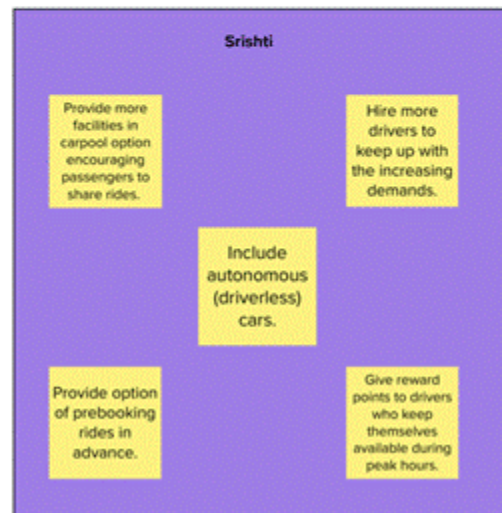 Srishti
Provide more
facilities in
carpool option
encouraging
passengers to
share rides.
Hire more
drivers to
keep up with
the increasing
demands.
Include
autonomous
(driverless)
cars.
Provide option
of prebooking
rides in
advance.
Give reward
points to drivers
who keep
themselves
available during
peak hours.